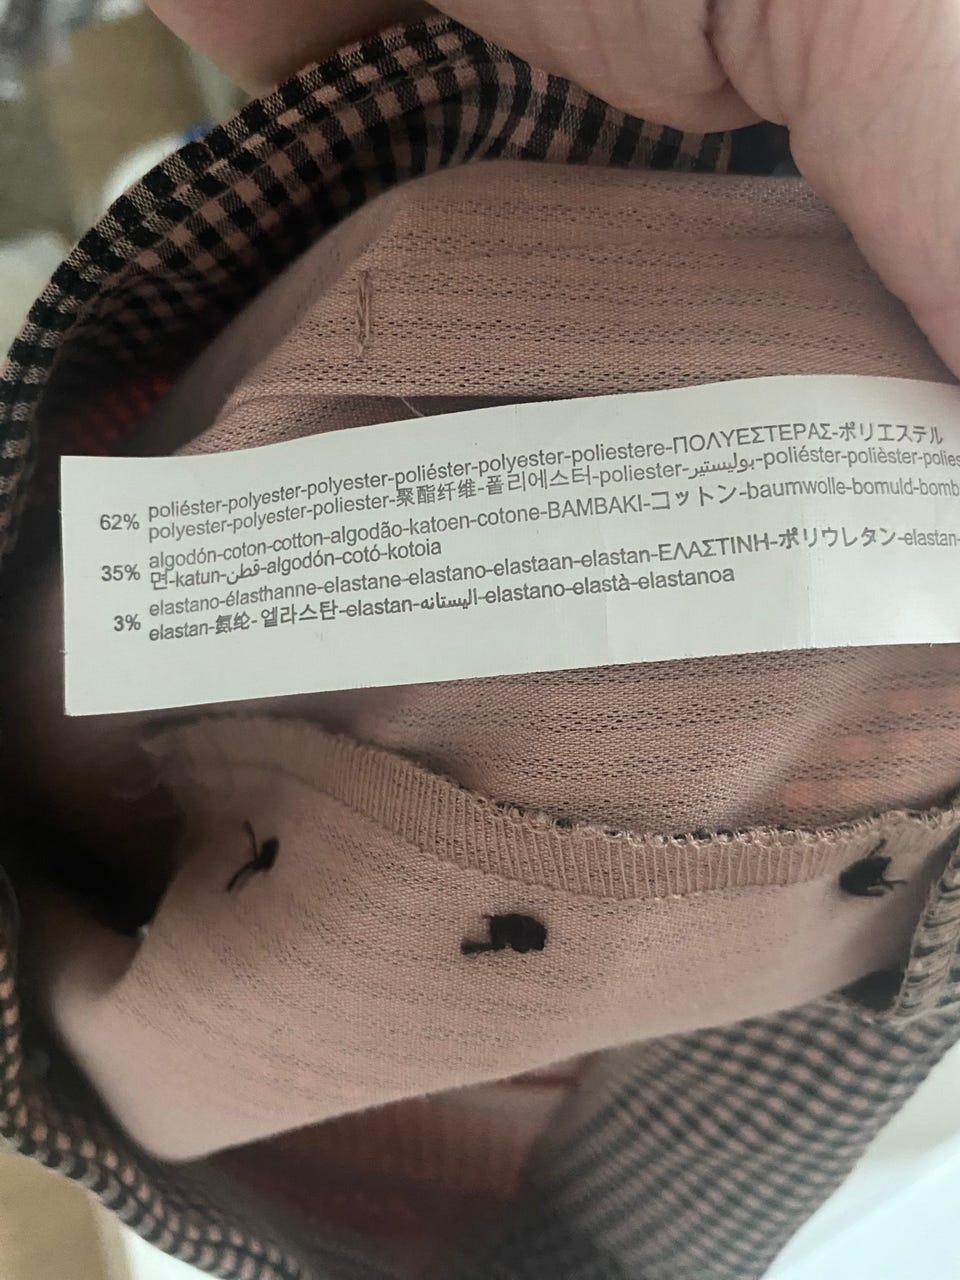 62% poliéster-polyester-polyester-poliéster-polyester-poliestere-ΠΟΛΥΕΣΤΕΡΑΣ-ポリエステル
polyester-polyester-poliester-聚酯纤维-폴리에스터-poliester-بوليستير-poliéster-polièster-polies
35% algodón-coton-cotton-algodão-katoen-cotone-BAMBAKI-コットン-baumwolle-bomuld-bomb
면-katun-قطن-algodón-cotó-kotoia
3% elastano-élasthanne-elastane-elastano-elastaan-elastan-ΕΛΑΣΤΙΝΗ-ポリウレタン-elastan-
elastan-氨纶-엘라스탄-elastan-اليستانه-elastano-elastà-elastanoa